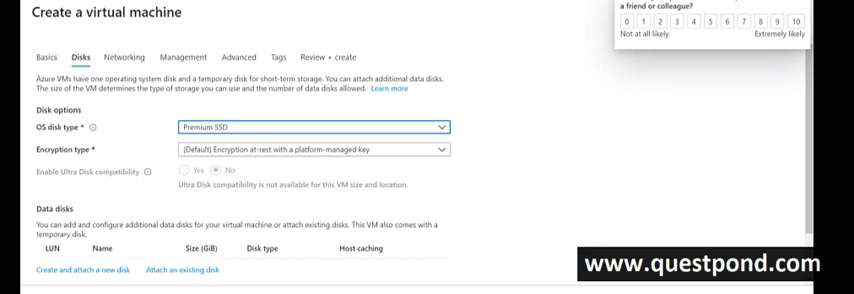 Create a virtual machine
a friend or colleague?
0 1 2 3 4 5 6 7 8 9 10
Not at all likely Extremely likely
Basics Disks Networking Management Advanced Tags Review + create
Azure VMs have one operating system disk and a temporary disk for short-term storage. You can attach additional data disks.
The size of the VM determines the type of storage you can use and the number of data disks allowed. Learn more
Disk options
OS disk type *
Premium SSD
Encryption type *
(Default) Encryption at-rest with a platform-managed key
Enable Ultra Disk compatibility
Yes No
Ultra Disk compatibility is not available for this VM size and location.
Data disks
You can add and configure additional data disks for your virtual machine or attach existing disks. This VM also comes with a
temporary disk.
LUN Name Size (GiB) Disk type Host caching
Create and attach a new disk Attach an existing disk
www.questpond.com